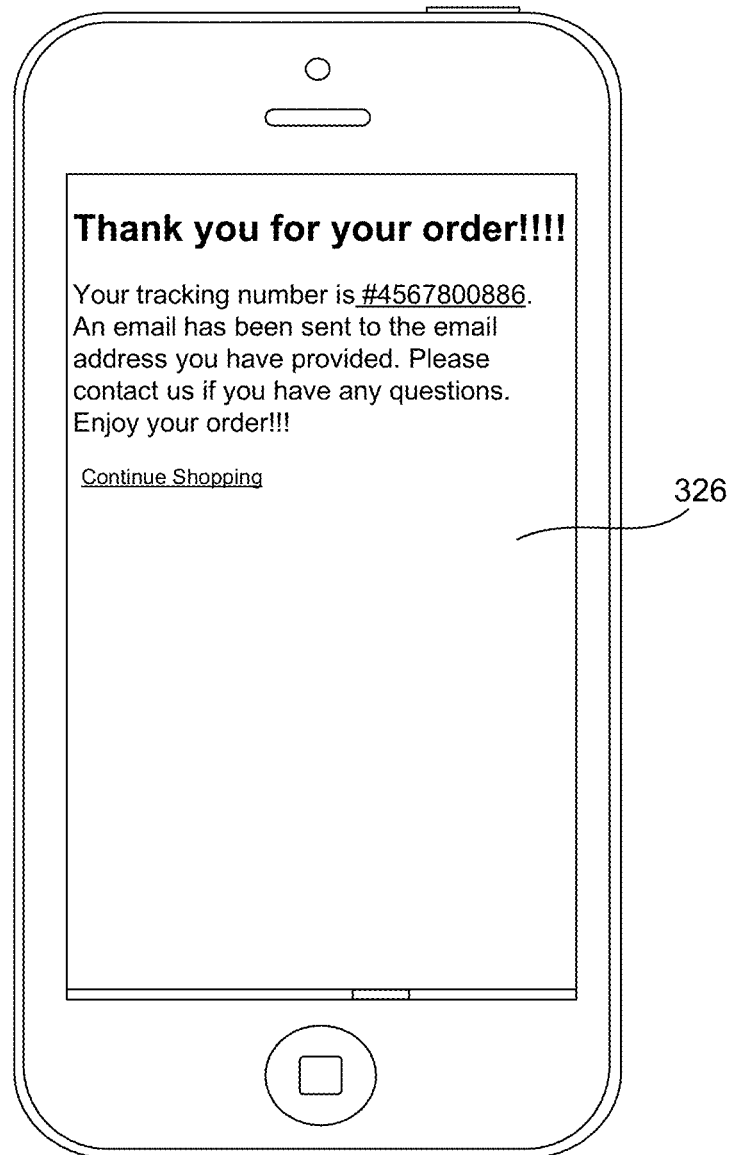 Thank you for your order!!!!
Your tracking number is #4567800886.
An email has been sent to the email
address you have provided. Please
contact us if you have any questions.
Enjoy your order!!!
Continue Shopping
326